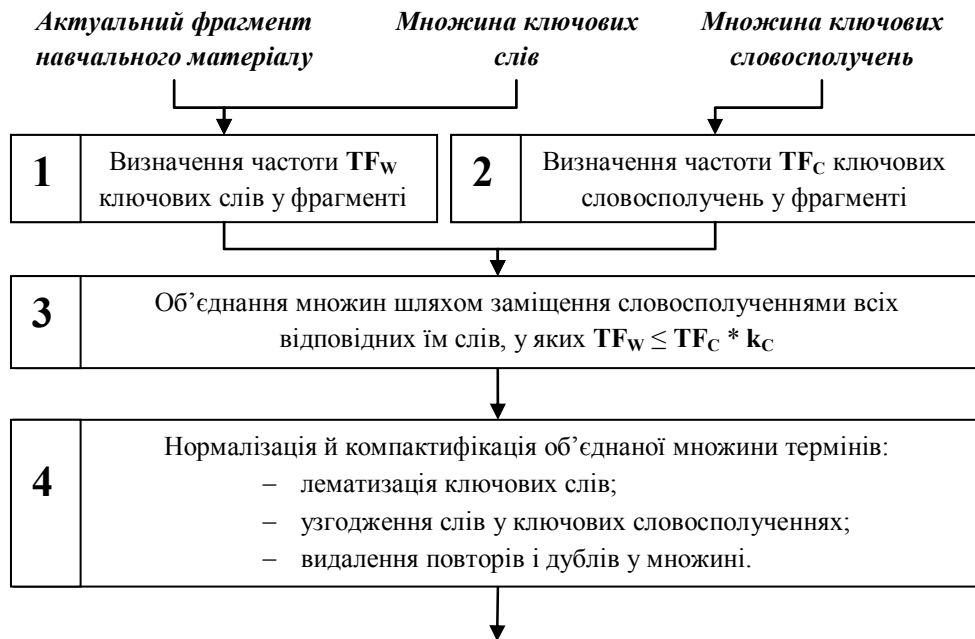 Актуальний фрагмент
навчального матеріалу
Множина ключових
слів
Множина ключових
словосполучень
1
Визначення частоти TFW
ключових слів у фрагменті
2
Визначення частоти TFC ключових
словосполучень у фрагменті
3
Об’єднання множин шляхом заміщення словосполученнями всіх
відповідних їм слів, у яких TFW ≤ TFC * kC
4
Нормалізація й компактифікація об’єднаної множини термінів:
– лематизація ключових слів;
– узгодження слів у ключових словосполученнях;
– видалення повторів і дублів у множині.